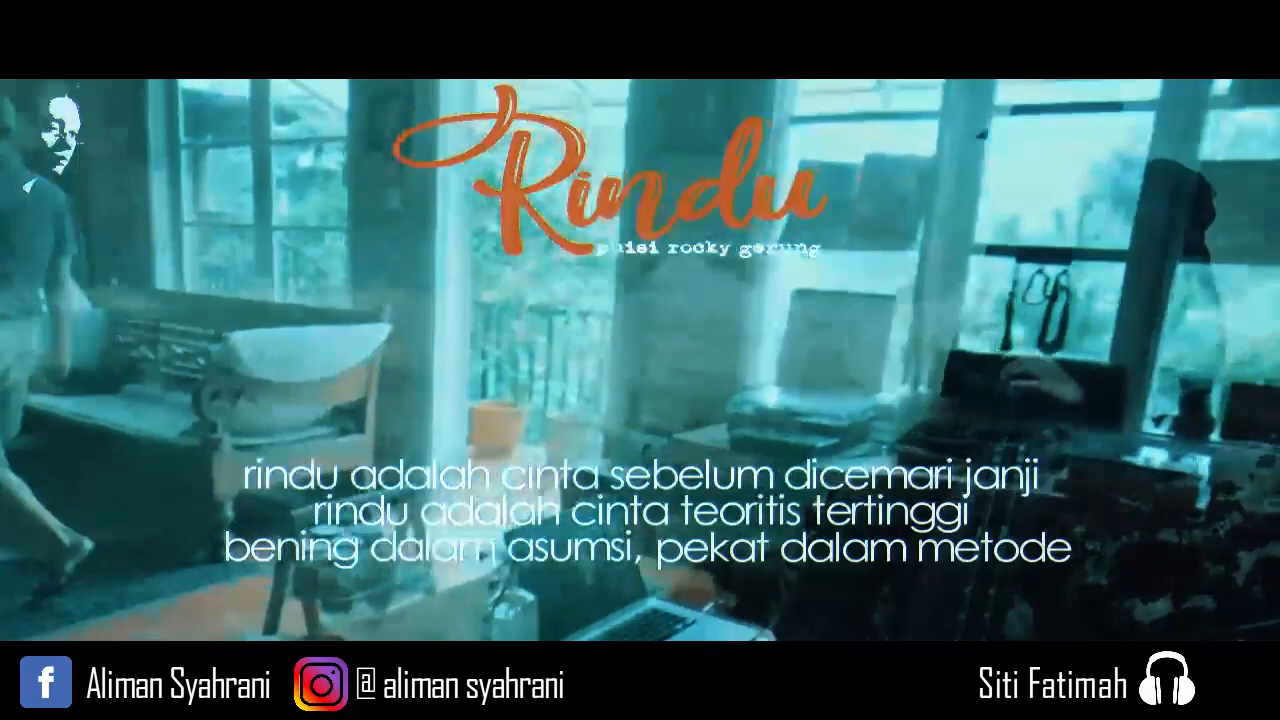 Rindu
puisi rocky gerung
rindu adalah cinta sebelum dicemari janji
rindu adalah cinta teoritis tertinggi
bening dalam asumsi, pekat dalam metode
f Aliman Syahrani @ aliman syahrani Siti Fatimah